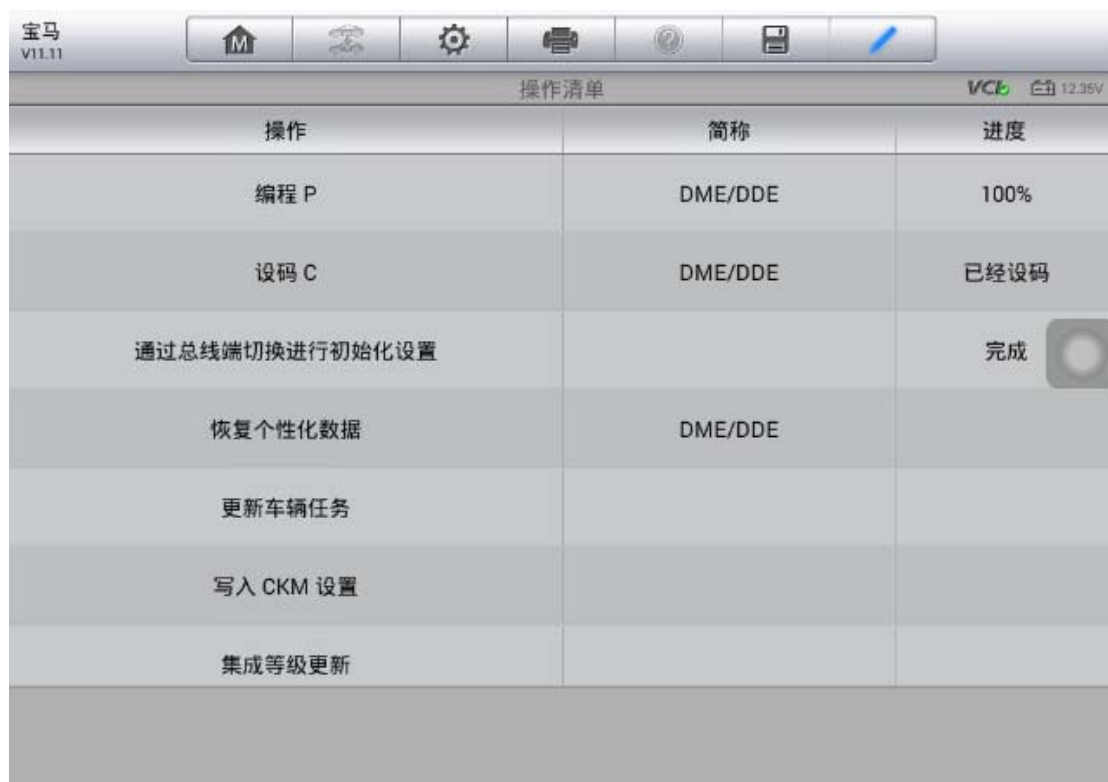 宝马
V11.11
M
操作清单
VCI 12.35V
操作 简称 进度
编程 P DME/DDE 100%
设码 C DME/DDE 已经设码
通过总线端切换进行初始化设置 完成
恢复个性化数据 DME/DDE
更新车辆任务
写入 CKM 设置
集成等级更新